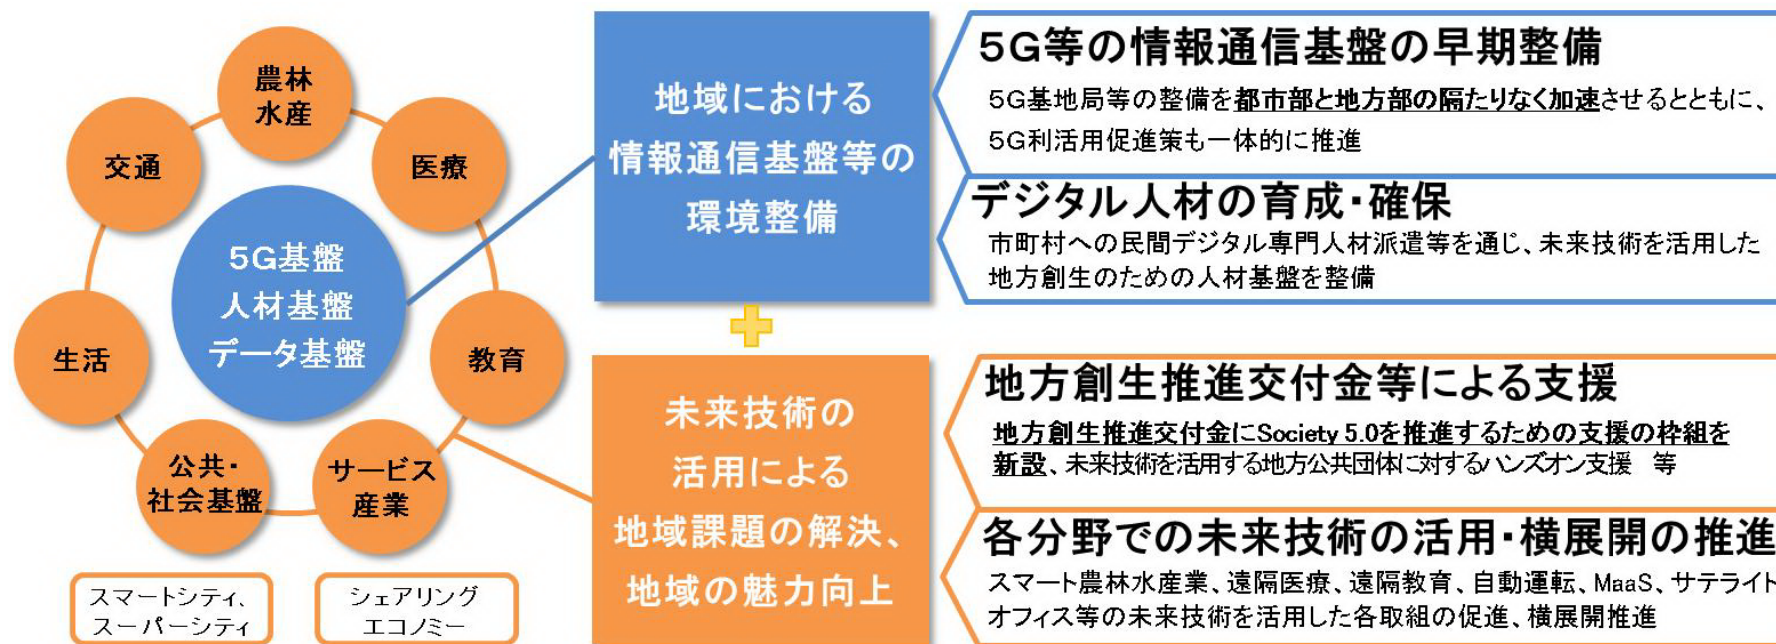 農林
水産
交通
医療
5G基盤
人材基盤
データ基盤
生活
教育
公共・
社会基盤
サービス
産業
スマートシティ、
スーパーシティ
シェアリング
エコノミー
地域における
情報通信基盤等の
環境整備
未来技術の
活用による
地域課題の解決、
地域の魅力向上
5G等の情報通信基盤の早期整備
5G基地局等の整備を都市部と地方部の隔たりなく加速させるとともに、
5G利活用促進策も一体的に推進
デジタル人材の育成・確保
市町村への民間デジタル専門人材派遣等を通じ、未来技術を活用した
地方創生のための人材基盤を整備
地方創生推進交付金等による支援
地方創生推進交付金にSociety 5.0を推進するための支援の枠組を
新設、未来技術を活用する地方公共団体に対するハンズオン支援　等
各分野での未来技術の活用・横展開の推進
スマート農林水産業、遠隔医療、遠隔教育、自動運転、MaaS、サテライト
オフィス等の未来技術を活用した各取組の促進、横展開推進